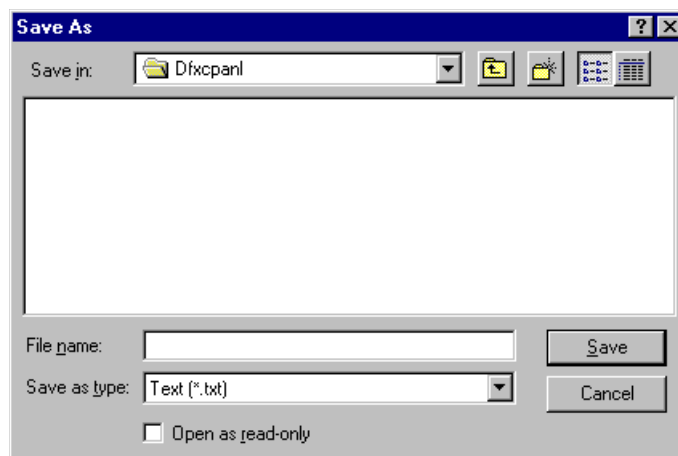 Save As
Save in: Dfxcpanl
File name: Save
Save as type: Text (*.txt) Cancel
Open as read-only